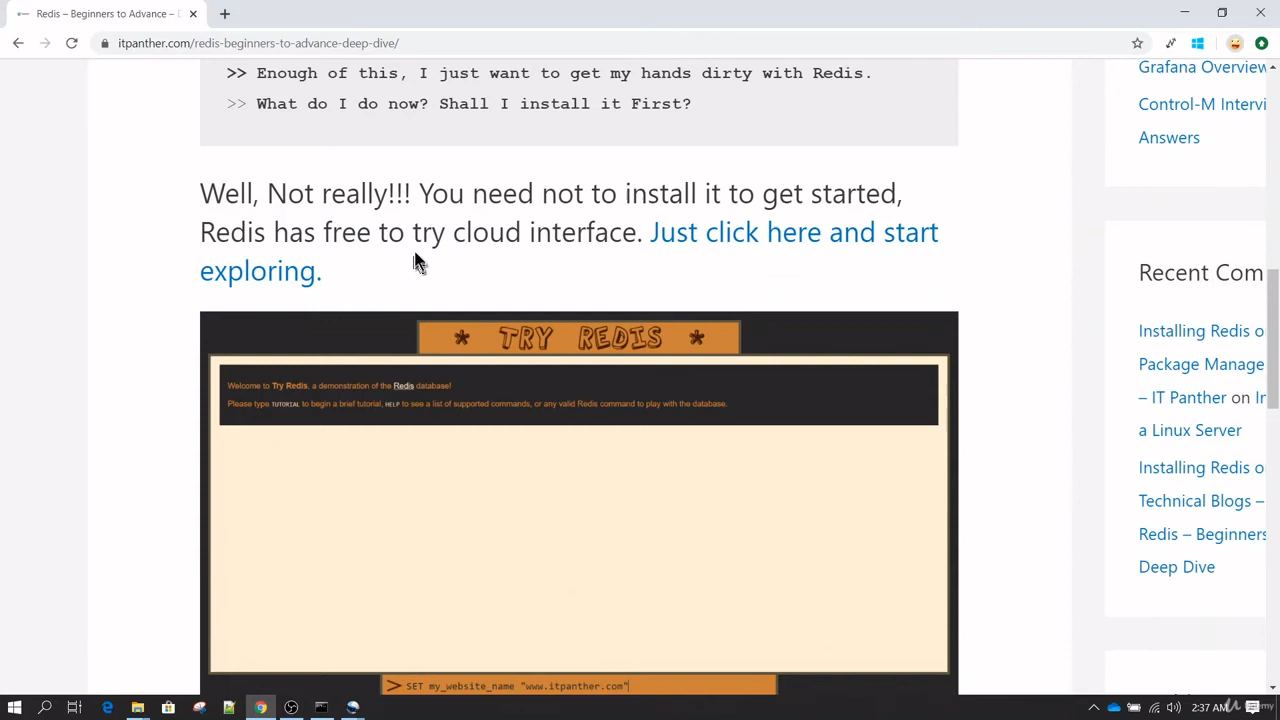 Redis – Beginners to Advance –
itpanther.com/redis-beginners-to-advance-deep-dive/
>> Enough of this, I just want to get my hands dirty with Redis.
>> What do I do now? Shall I install it First?
Well, Not really!!! You need not to install it to get started,
Redis has free to try cloud interface. Just click here and start
exploring.
* TRY REDIS *
Welcome to Try Redis, a demonstration of the Redis database!
Please type TUTORIAL to begin a brief tutorial, HELP to see a list of supported commands, or any valid Redis command to play with the database.
> SET my_website_name "www.itpanther.com"
Grafana Overview
Control-M Intervi
Answers
Recent Com
Installing Redis o
Package Manage
– IT Panther on In
a Linux Server
Installing Redis o
Technical Blogs –
Redis – Beginners
Deep Dive
2:37 AM
Udemy